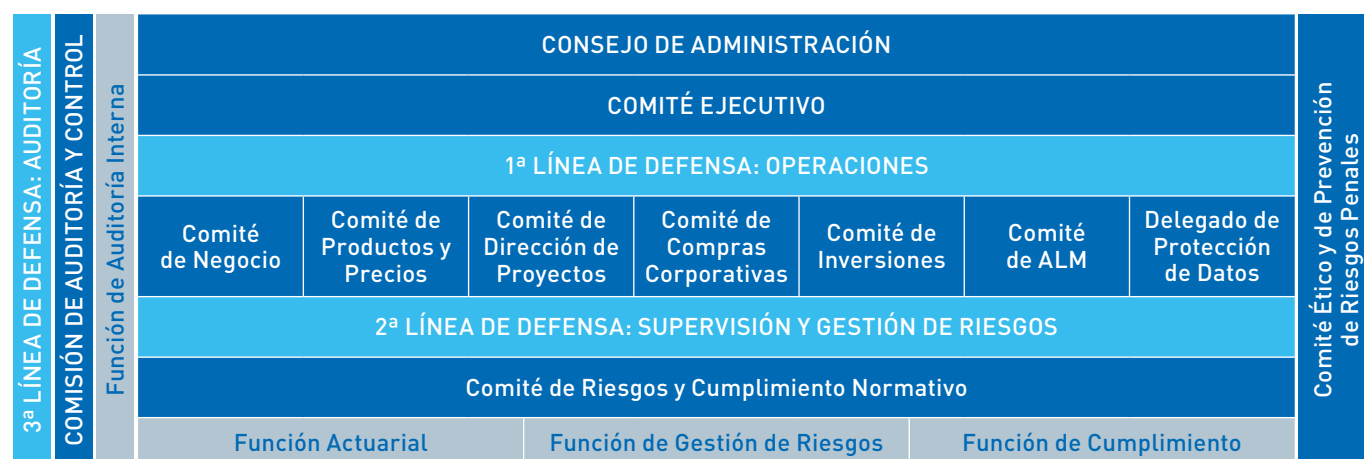 3ª LÍNEA DE DEFENSA: AUDITORÍA
COMISIÓN DE AUDITORÍA Y CONTROL
Función de Auditoría Interna
CONSEJO DE ADMINISTRACIÓN
COMITÉ EJECUTIVO
1ª LÍNEA DE DEFENSA: OPERACIONES
Comité
de Negocio
Comité de
Productos y
Precios
Comité de
Dirección de
Proyectos
Comité de
Compras
Corporativas
Comité de
Inversiones
Comité
de ALM
Delegado de
Protección
de Datos
2ª LÍNEA DE DEFENSA: SUPERVISIÓN Y GESTIÓN DE RIESGOS
Comité de Riesgos y Cumplimiento Normativo
Función Actuarial
Función de Gestión de Riesgos
Función de Cumplimiento
Comité Ético y de Prevención
de Riesgos Penales